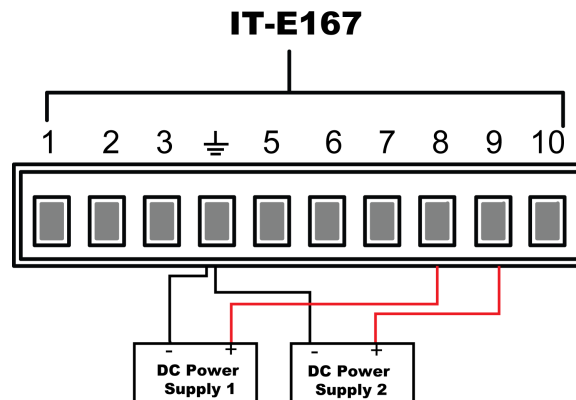 IT-E167
1 2 3 5 6 7 8 9 10
- + - +
DC Power DC Power
Supply 1 Supply 2